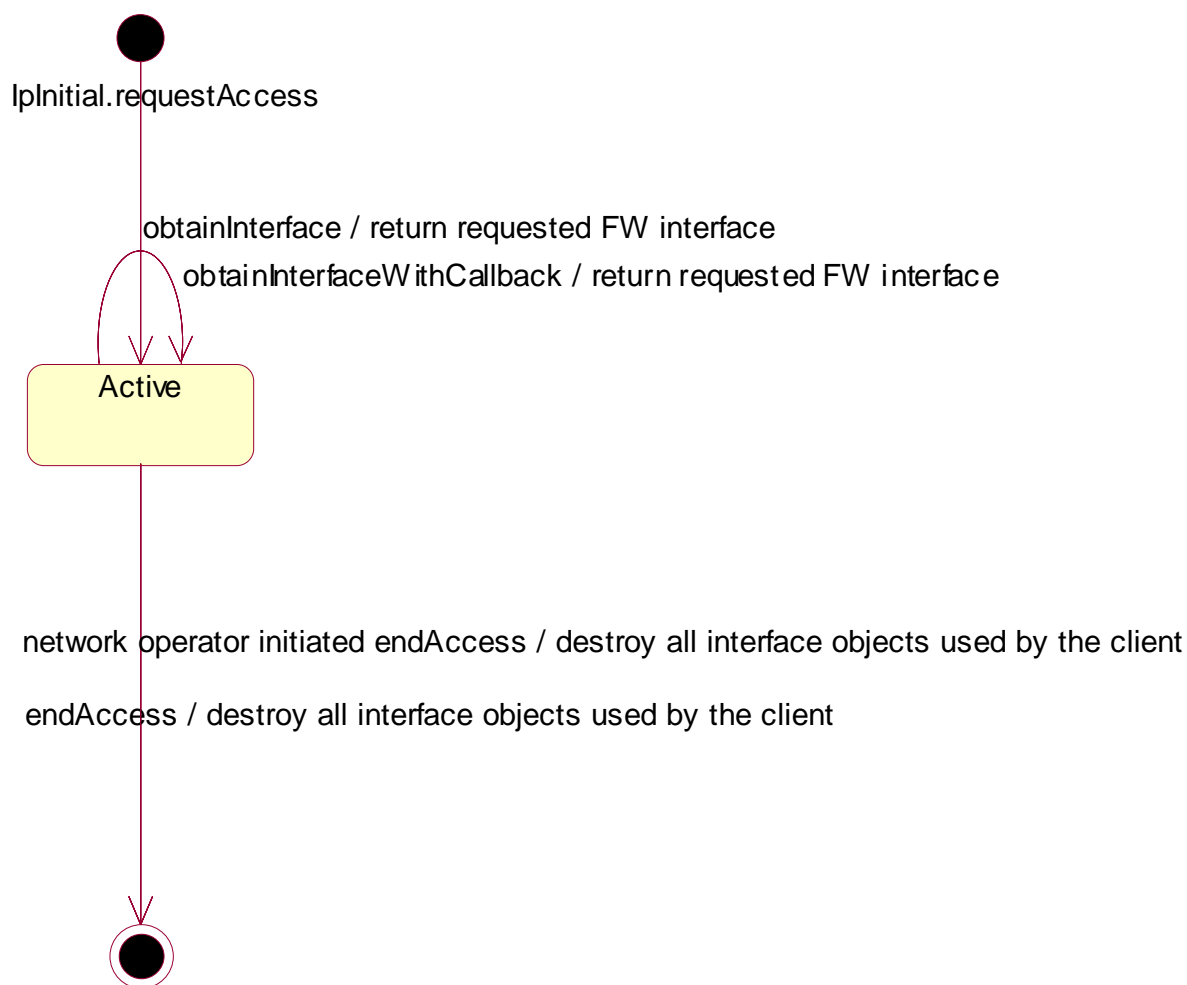 IpInitial.requestAccess
obtainInterface / return requested FW interface
obtainInterfaceWithCallback / return requested FW interface
Active
network operator initiated endAccess / destroy all interface objects used by the client
endAccess / destroy all interface objects used by the client